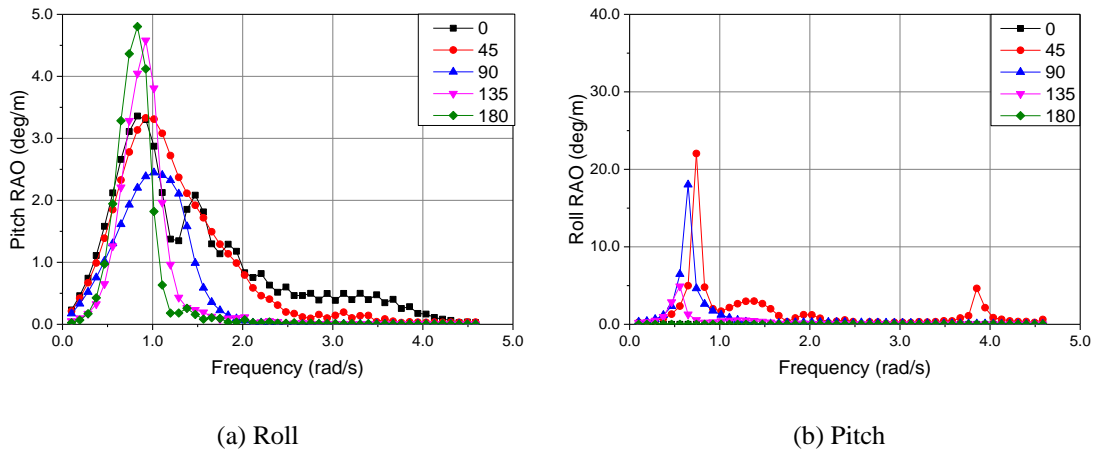 5.0
4.0
3.0
2.0
1.0
0.0
Pitch RAO (deg/m)
0
45
90
135
180
0.0 1.0 2.0 3.0 4.0 5.0
Frequency (rad/s)
(a) Roll
40.0
30.0
20.0
10.0
0.0
Roll RAO (deg/m)
0
45
90
135
180
0.0 1.0 2.0 3.0 4.0 5.0
Frequency (rad/s)
(b) Pitch